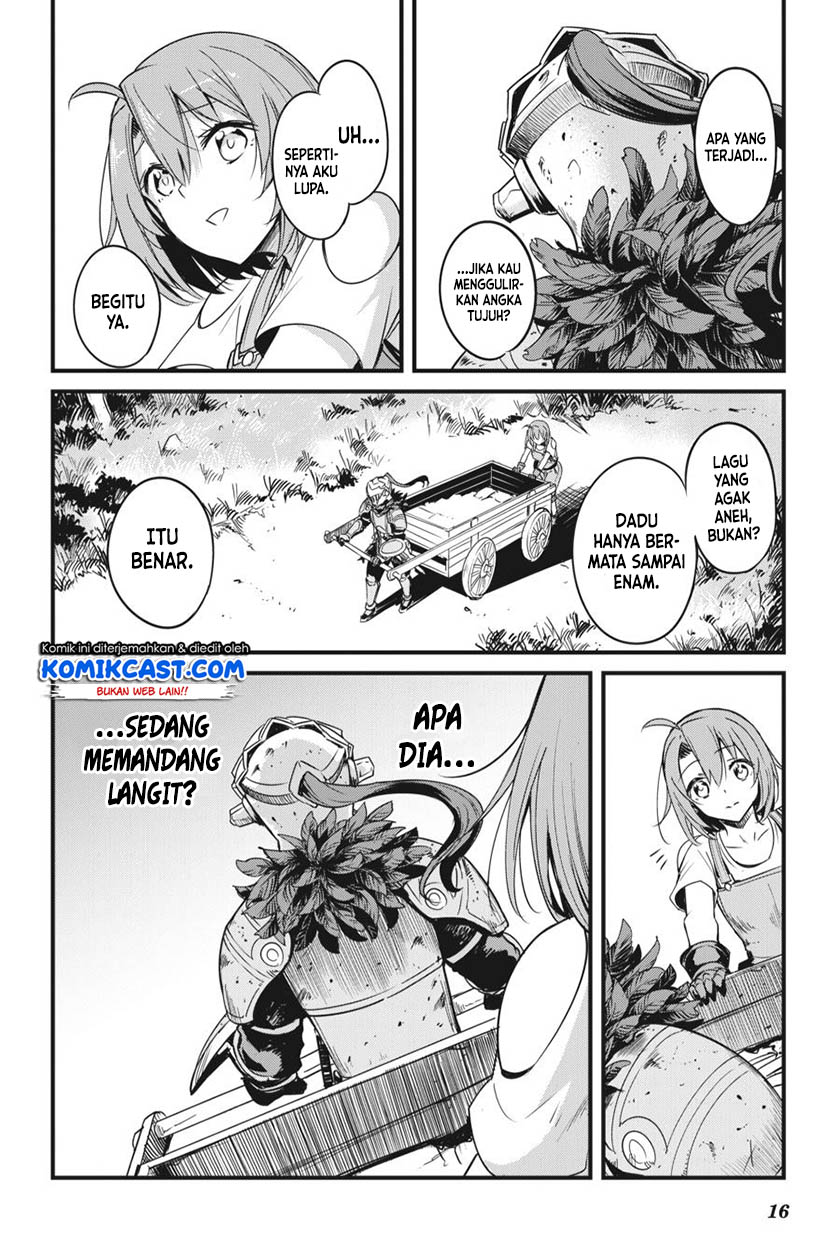 APA YANG
TERJADI...
...JIKA KAU
MENGGULIR-
KAN ANGKA
TUJUH?
UH...
SEPERTI-
NYA AKU
LUPA.
BEGITU
YA.
LAGU
YANG
AGAK
ANEH,
BUKAN?
DADU
HANYA BER-
MATA SAMPAI
ENAM.
ITU
BENAR.
Komik ini diterjemahkan & diedit oleh
KOMIKCAST.COM
BUKAN WEB LAIN!!
APA
DIA...
...SEDANG
MEMANDANG
LANGIT?
16